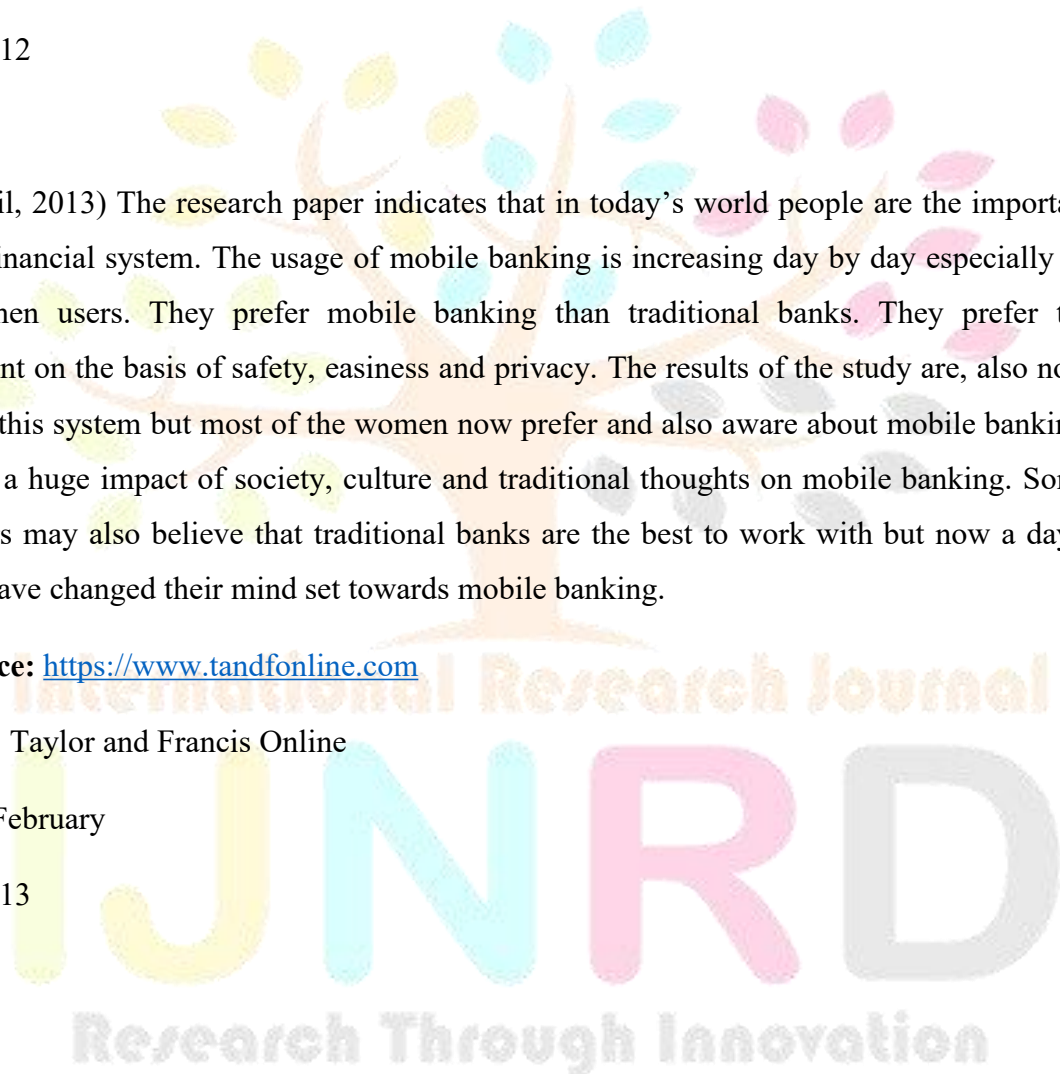 12
il, 2013) The research paper indicates that in today’s world people are the importa
inancial system. The usage of mobile banking is increasing day by day especially
nen users. They prefer mobile banking than traditional banks. They prefer t
nt on the basis of safety, easiness and privacy. The results of the study are, also no
this system but most of the women now prefer and also aware about mobile bankin
a huge impact of society, culture and traditional thoughts on mobile banking. Sor
s may also believe that traditional banks are the best to work with but now a day
ave changed their mind set towards mobile banking.
ce: https://www.tandfonline.com
International Research Journal
Taylor and Francis Online
February
13
IJNRD
Research Through Innovation